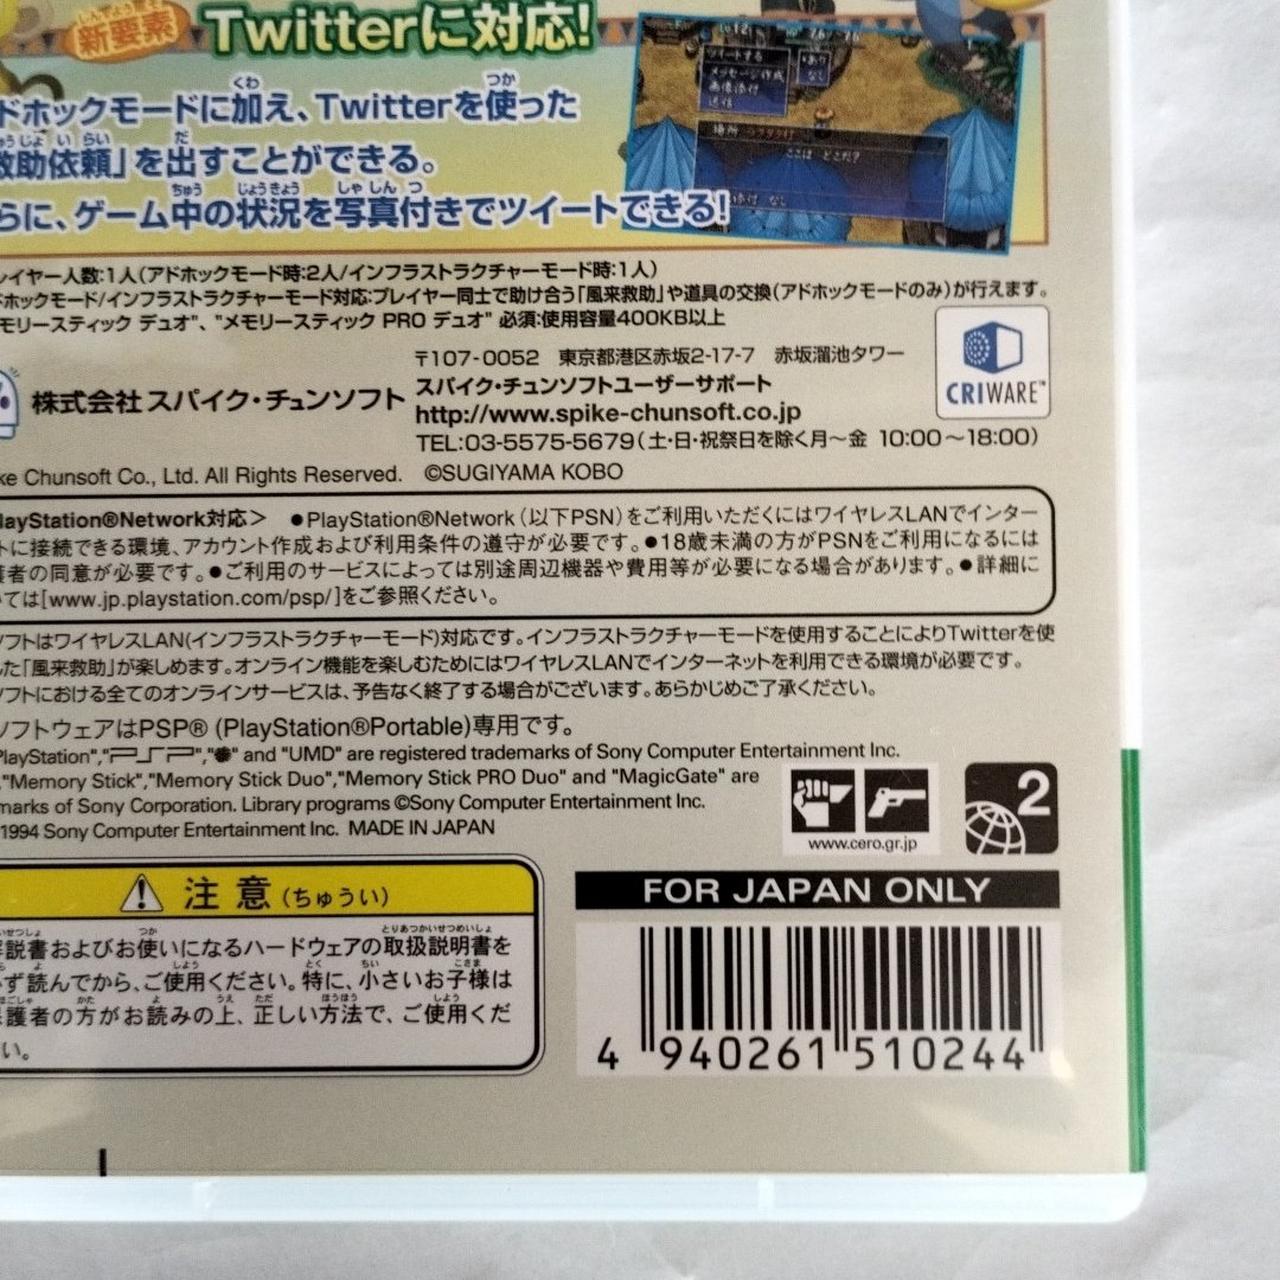 新要素 Twitterに対応!
ドホックモードに加え、Twitterを使った
救助依頼」を出すことができる。
らに、ゲーム中の状況を写真付きでツイートできる!
メッセージ作成
画像添付
送信
場所
ここは どこだ?
レイヤー人数:1人(アドホックモード時:2人/インフラストラクチャーモード時:1人)
ドホックモード/インフラストラクチャーモード対応:プレイヤー同士で助け合う「風来救助」や道具の交換(アドホックモードのみ)が行えます。
モリースティック デュオ"、"メモリースティック PRO デュオ" 必須:使用容量400KB以上
〒107-0052 東京都港区赤坂2-17-7 赤坂溜池タワー
株式会社 スパイク・チュンソフト
スパイク・チュンソフトユーザーサポート
http://www.spike-chunsoft.co.jp
TEL:03-5575-5679(土・日・祝祭日を除く月～金 10:00～18:00)
CRIWARE™
ke Chunsoft Co., Ltd. All Rights Reserved. ©SUGIYAMA KOBO
layStation®Network対応> ●PlayStation®Network(以下PSN)をご利用いただくにはワイヤレスLANでインター
トに接続できる環境、アカウント作成および利用条件の遵守が必要です。●18歳未満の方がPSNをご利用になるには
護者の同意が必要です。●ご利用のサービスによっては別途周辺機器や費用等が必要になる場合があります。●詳細に
いては[www.jp.playstation.com/psp/]をご参照ください。
ソフトはワイヤレスLAN(インフラストラクチャーモード)対応です。インフラストラクチャーモードを使用することによりTwitterを使
した「風来救助」が楽しめます。オンライン機能を楽しむためにはワイヤレスLANでインターネットを利用できる環境が必要です。
ソフトにおける全てのオンラインサービスは、予告なく終了する場合がございます。あらかじめご了承ください。
ソフトウェアはPSP® (PlayStation®Portable)専用です。
PlayStation","PSP"," " and "UMD" are registered trademarks of Sony Computer Entertainment Inc.
,"Memory Stick","Memory Stick Duo","Memory Stick PRO Duo" and "MagicGate" are
marks of Sony Corporation. Library programs ©Sony Computer Entertainment Inc.
1994 Sony Computer Entertainment Inc. MADE IN JAPAN
www.cero.gr.jp
2
FOR JAPAN ONLY
注意(ちゅうい)
解説書およびお使いになるハードウェアの取扱説明書を
ず読んでから、ご使用ください。特に、小さいお子様は
保護者の方がお読みの上、正しい方法で、ご使用くだ
い。
4 940261 510244